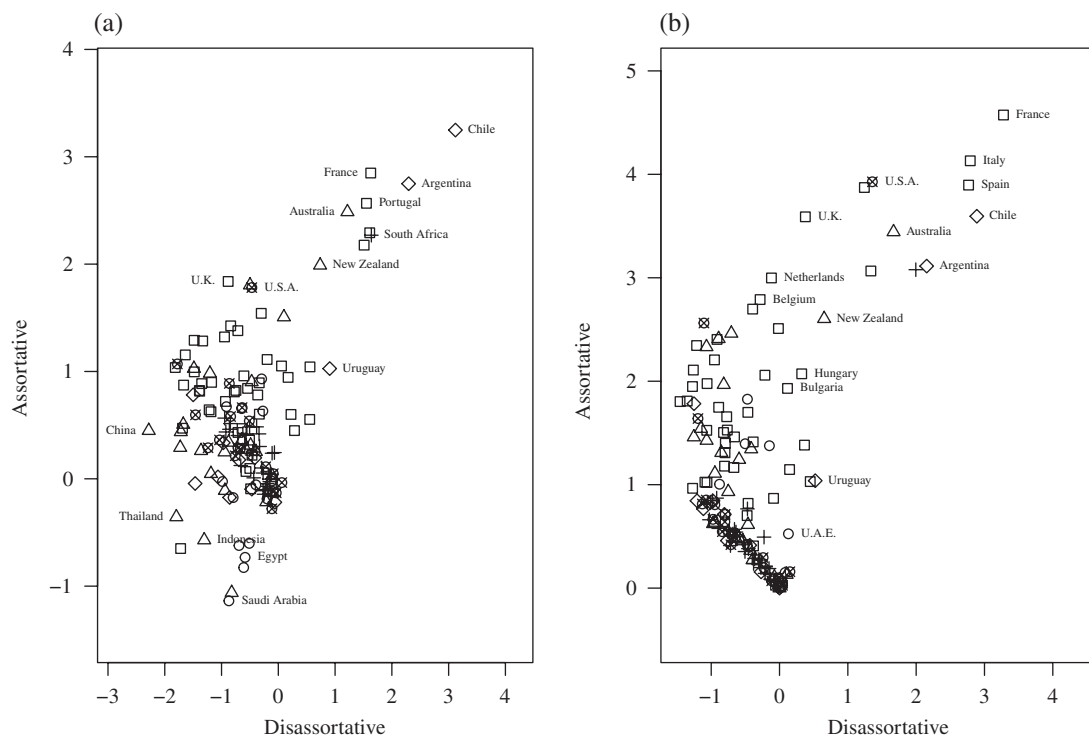 (a)
(b)
Assortative
4
3
2
1
0
−1
Chile
France
Argentina
Portugal
Australia
South Africa
New Zealand
U.K.
U.S.A.
Uruguay
China
Thailand
Indonesia
Egypt
Saudi Arabia
−3 −2 −1 0 1 2 3 4
Disassortative
Assortative
5
4
3
2
1
0
France
Italy
U.S.A.
Spain
U.K.
Chile
Australia
Argentina
Netherlands
Belgium
New Zealand
Hungary
Bulgaria
Uruguay
U.A.E.
−1 0 1 2 3 4
Disassortative